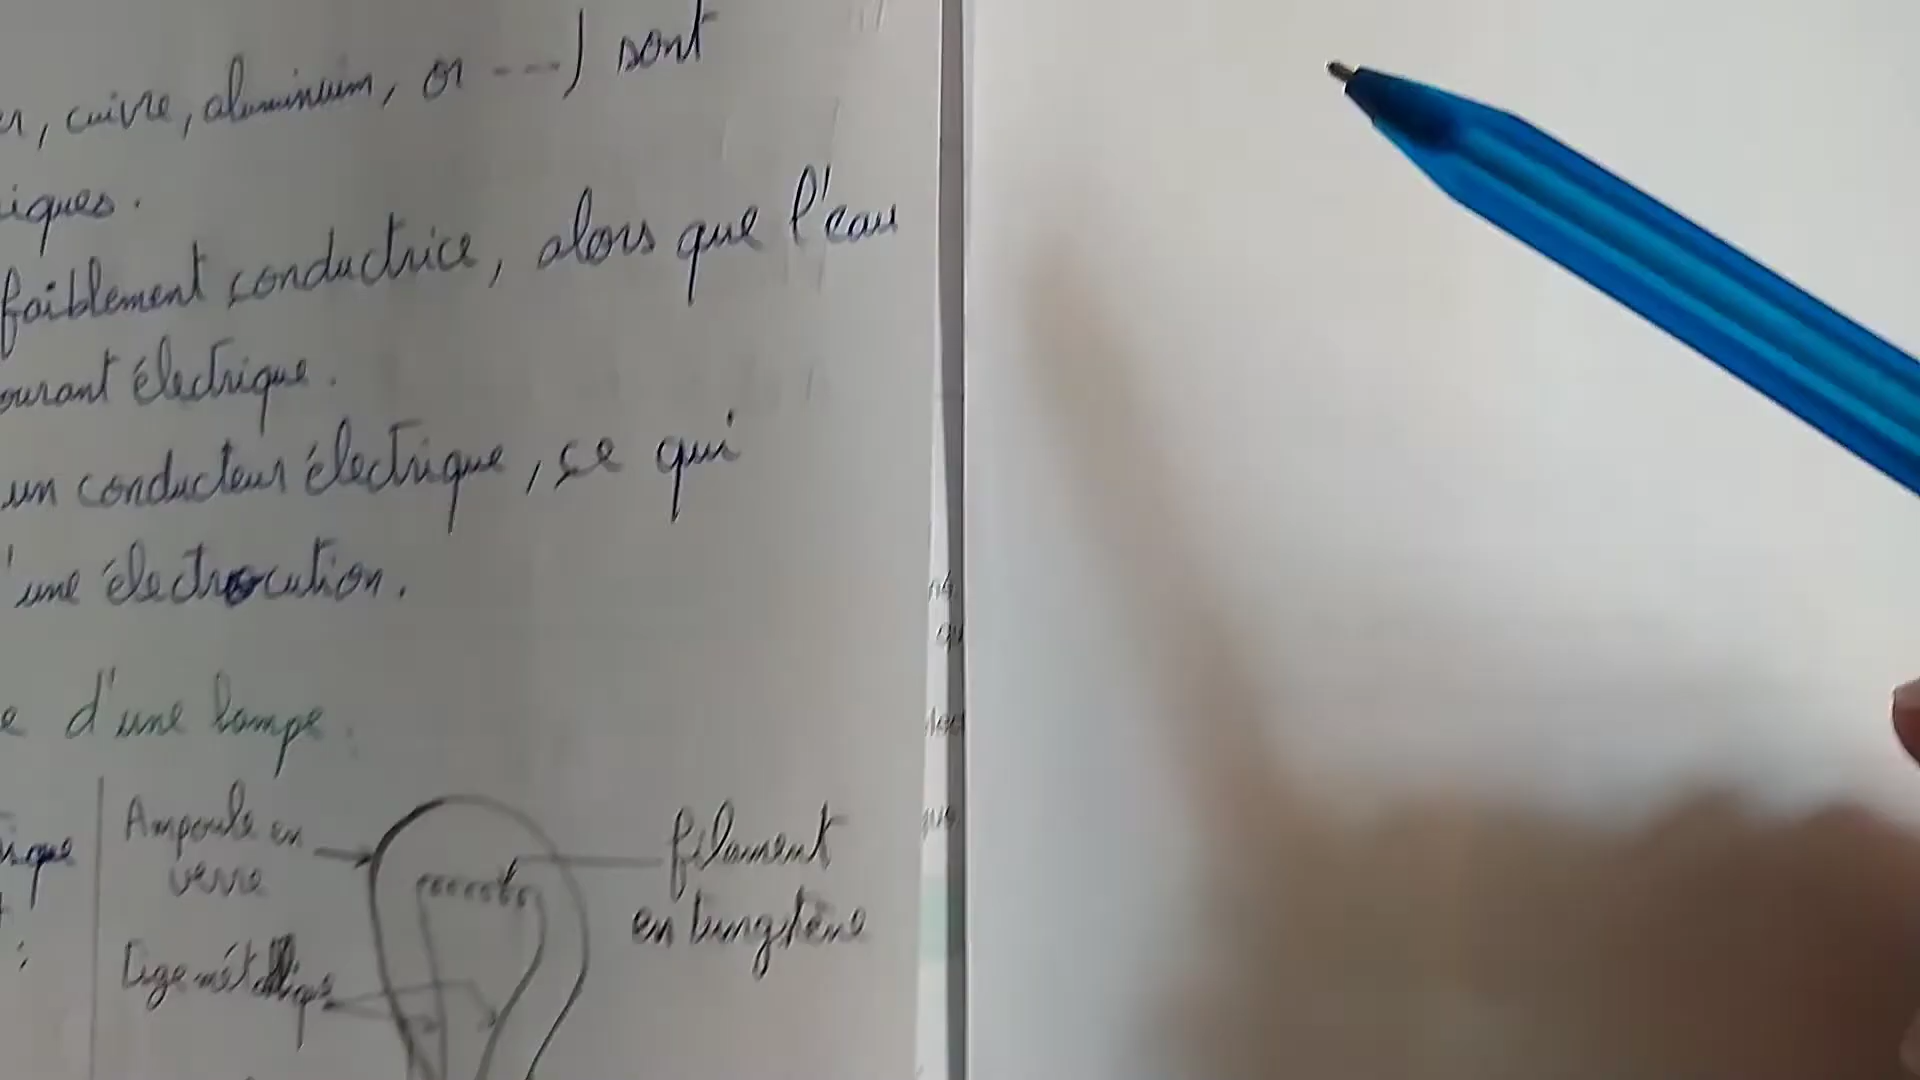 cuivre, aluminium, or ---) sont
iques.
faiblement conductrice, alors que l'eau
ourant électrique.
un conducteur électrique, ce qui
'une électrocution.
e d'une lampe.
Ampoule en
verre
filament
en tungstène
ique
Tige métallique